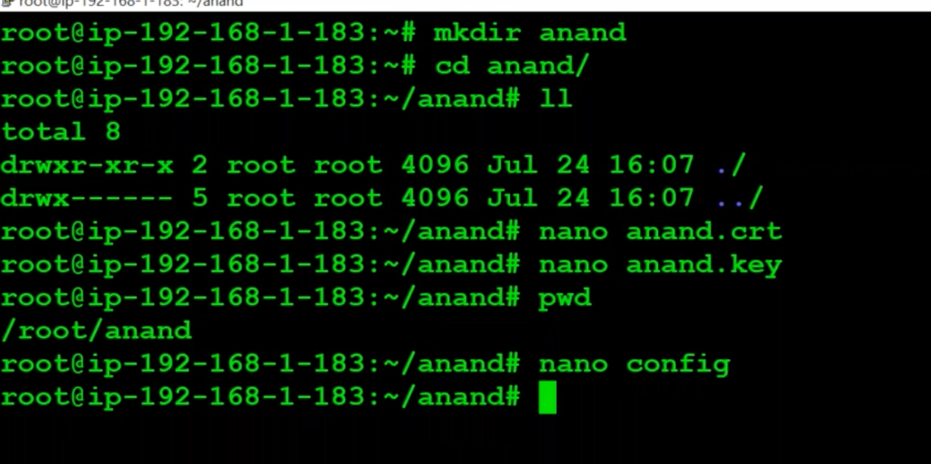 root@ip-192-168-1-183: ~/anand
root@ip-192-168-1-183:~# mkdir anand
root@ip-192-168-1-183:~# cd anand/
root@ip-192-168-1-183:~/anand# ll
total 8
drwxr-xr-x 2 root root 4096 Jul 24 16:07 ./
drwx------ 5 root root 4096 Jul 24 16:07 ../
root@ip-192-168-1-183:~/anand# nano anand.crt
root@ip-192-168-1-183:~/anand# nano anand.key
root@ip-192-168-1-183:~/anand# pwd
/root/anand
root@ip-192-168-1-183:~/anand# nano config
root@ip-192-168-1-183:~/anand#